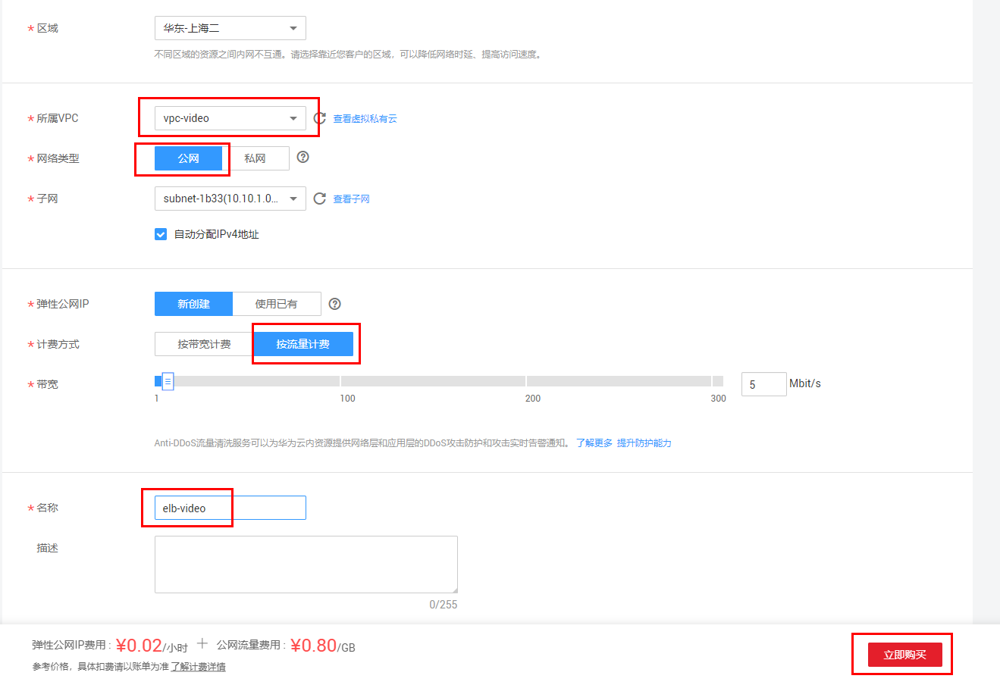 * 区域 华东-上海二
不同区域的资源之间内网不互通。请选择靠近您客户的区域，可以降低网络时延、提高访问速度。
* 所属VPC vpc-video 查看虚拟私有云
* 网络类型 公网 私网 ?
* 子网 subnet-1b33(10.10.1.0... 查看子网
自动分配IPv4地址
* 弹性公网IP 新创建 使用已有 ?
* 计费方式 按带宽计费 按流量计费
* 带宽 5 Mbit/s
1 100 200 300
Anti-DDoS流量清洗服务可以为华为云内资源提供网络层和应用层的DDoS攻击防护和攻击实时告警通知。 了解更多 提升防护能力
* 名称 elb-video
描述
0/255
弹性公网IP费用 : ¥0.02/小时 + 公网流量费用 : ¥0.80/GB
参考价格，具体扣费请以账单为准 了解计费详情
立即购买